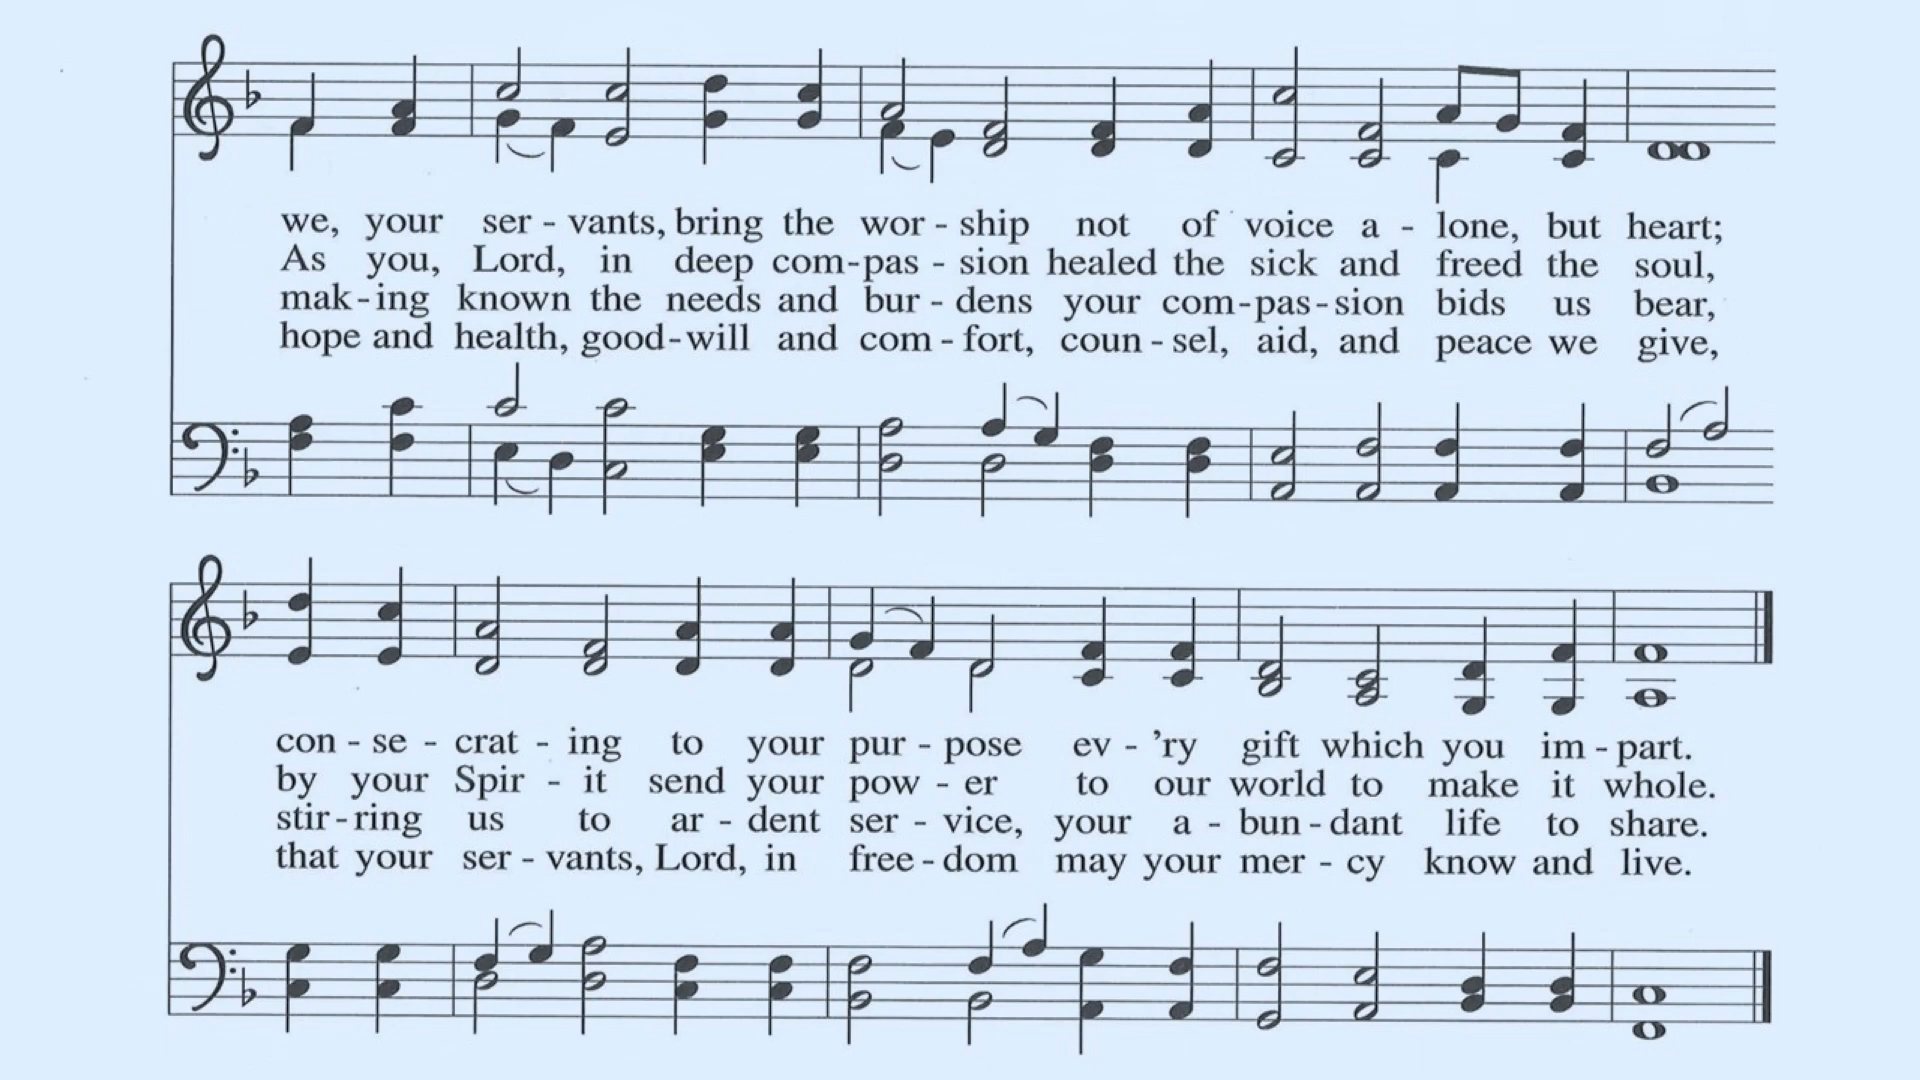 we, your ser - vants, bring the wor - ship not of voice a - lone, but heart;
As you, Lord, in deep com - pas - sion healed the sick and freed the soul,
mak - ing known the needs and bur - dens your com - pas - sion bids us bear,
hope and health, good - will and com - fort, coun - sel, aid, and peace we give,
con - se - crat - ing to your pur - pose ev - 'ry gift which you im - part.
by your Spir - it send your pow - er to our world to make it whole.
stir - ring us to ar - dent ser - vice, your a - bun - dant life to share.
that your ser - vants, Lord, in free - dom may your mer - cy know and live.